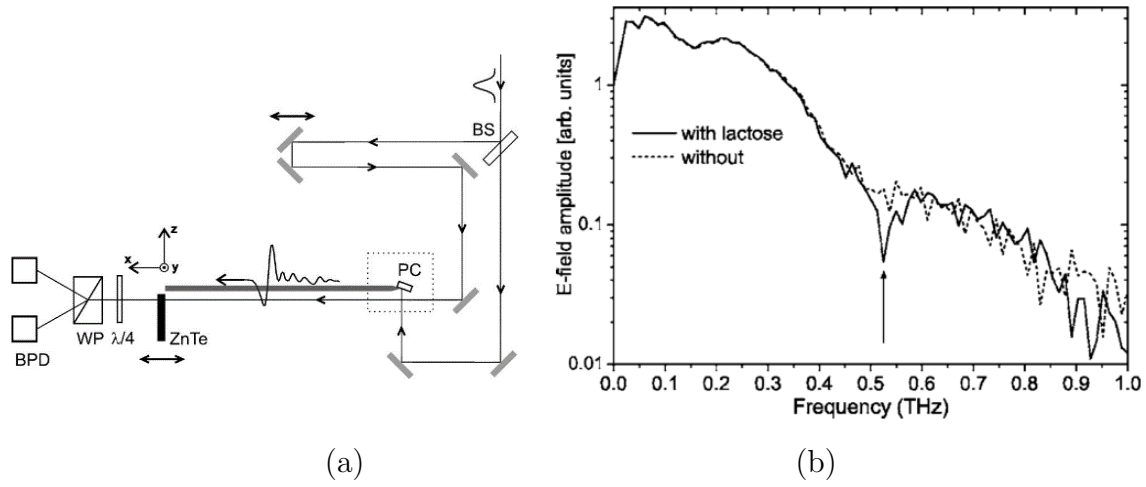 BS
z
x
y
PC
WP
λ/4
ZnTe
BPD
E-field amplitude [arb. units]
1
0.1
0.01
with lactose
without
0.0 0.1 0.2 0.3 0.4 0.5 0.6 0.7 0.8 0.9 1.0
Frequency (THz)
(a)
(b)